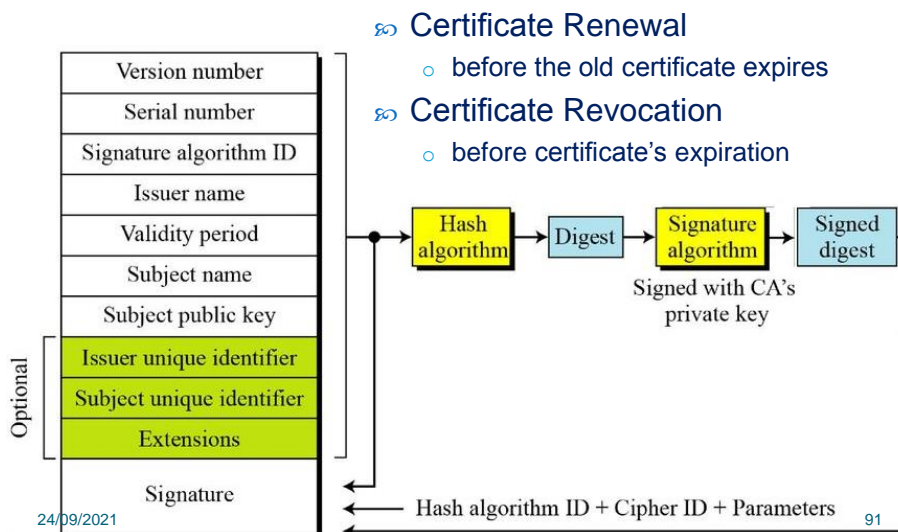 Certificate Renewal
before the old certificate expires
Certificate Revocation
before certificate's expiration
Version number
Serial number
Signature algorithm ID
Issuer name
Validity period
Subject name
Subject public key
Optional
Issuer unique identifier
Subject unique identifier
Extensions
Signature
Hash
algorithm
Digest
Signature
algorithm
Signed
digest
Signed with CA's
private key
Hash algorithm ID + Cipher ID + Parameters
24/09/2021
91